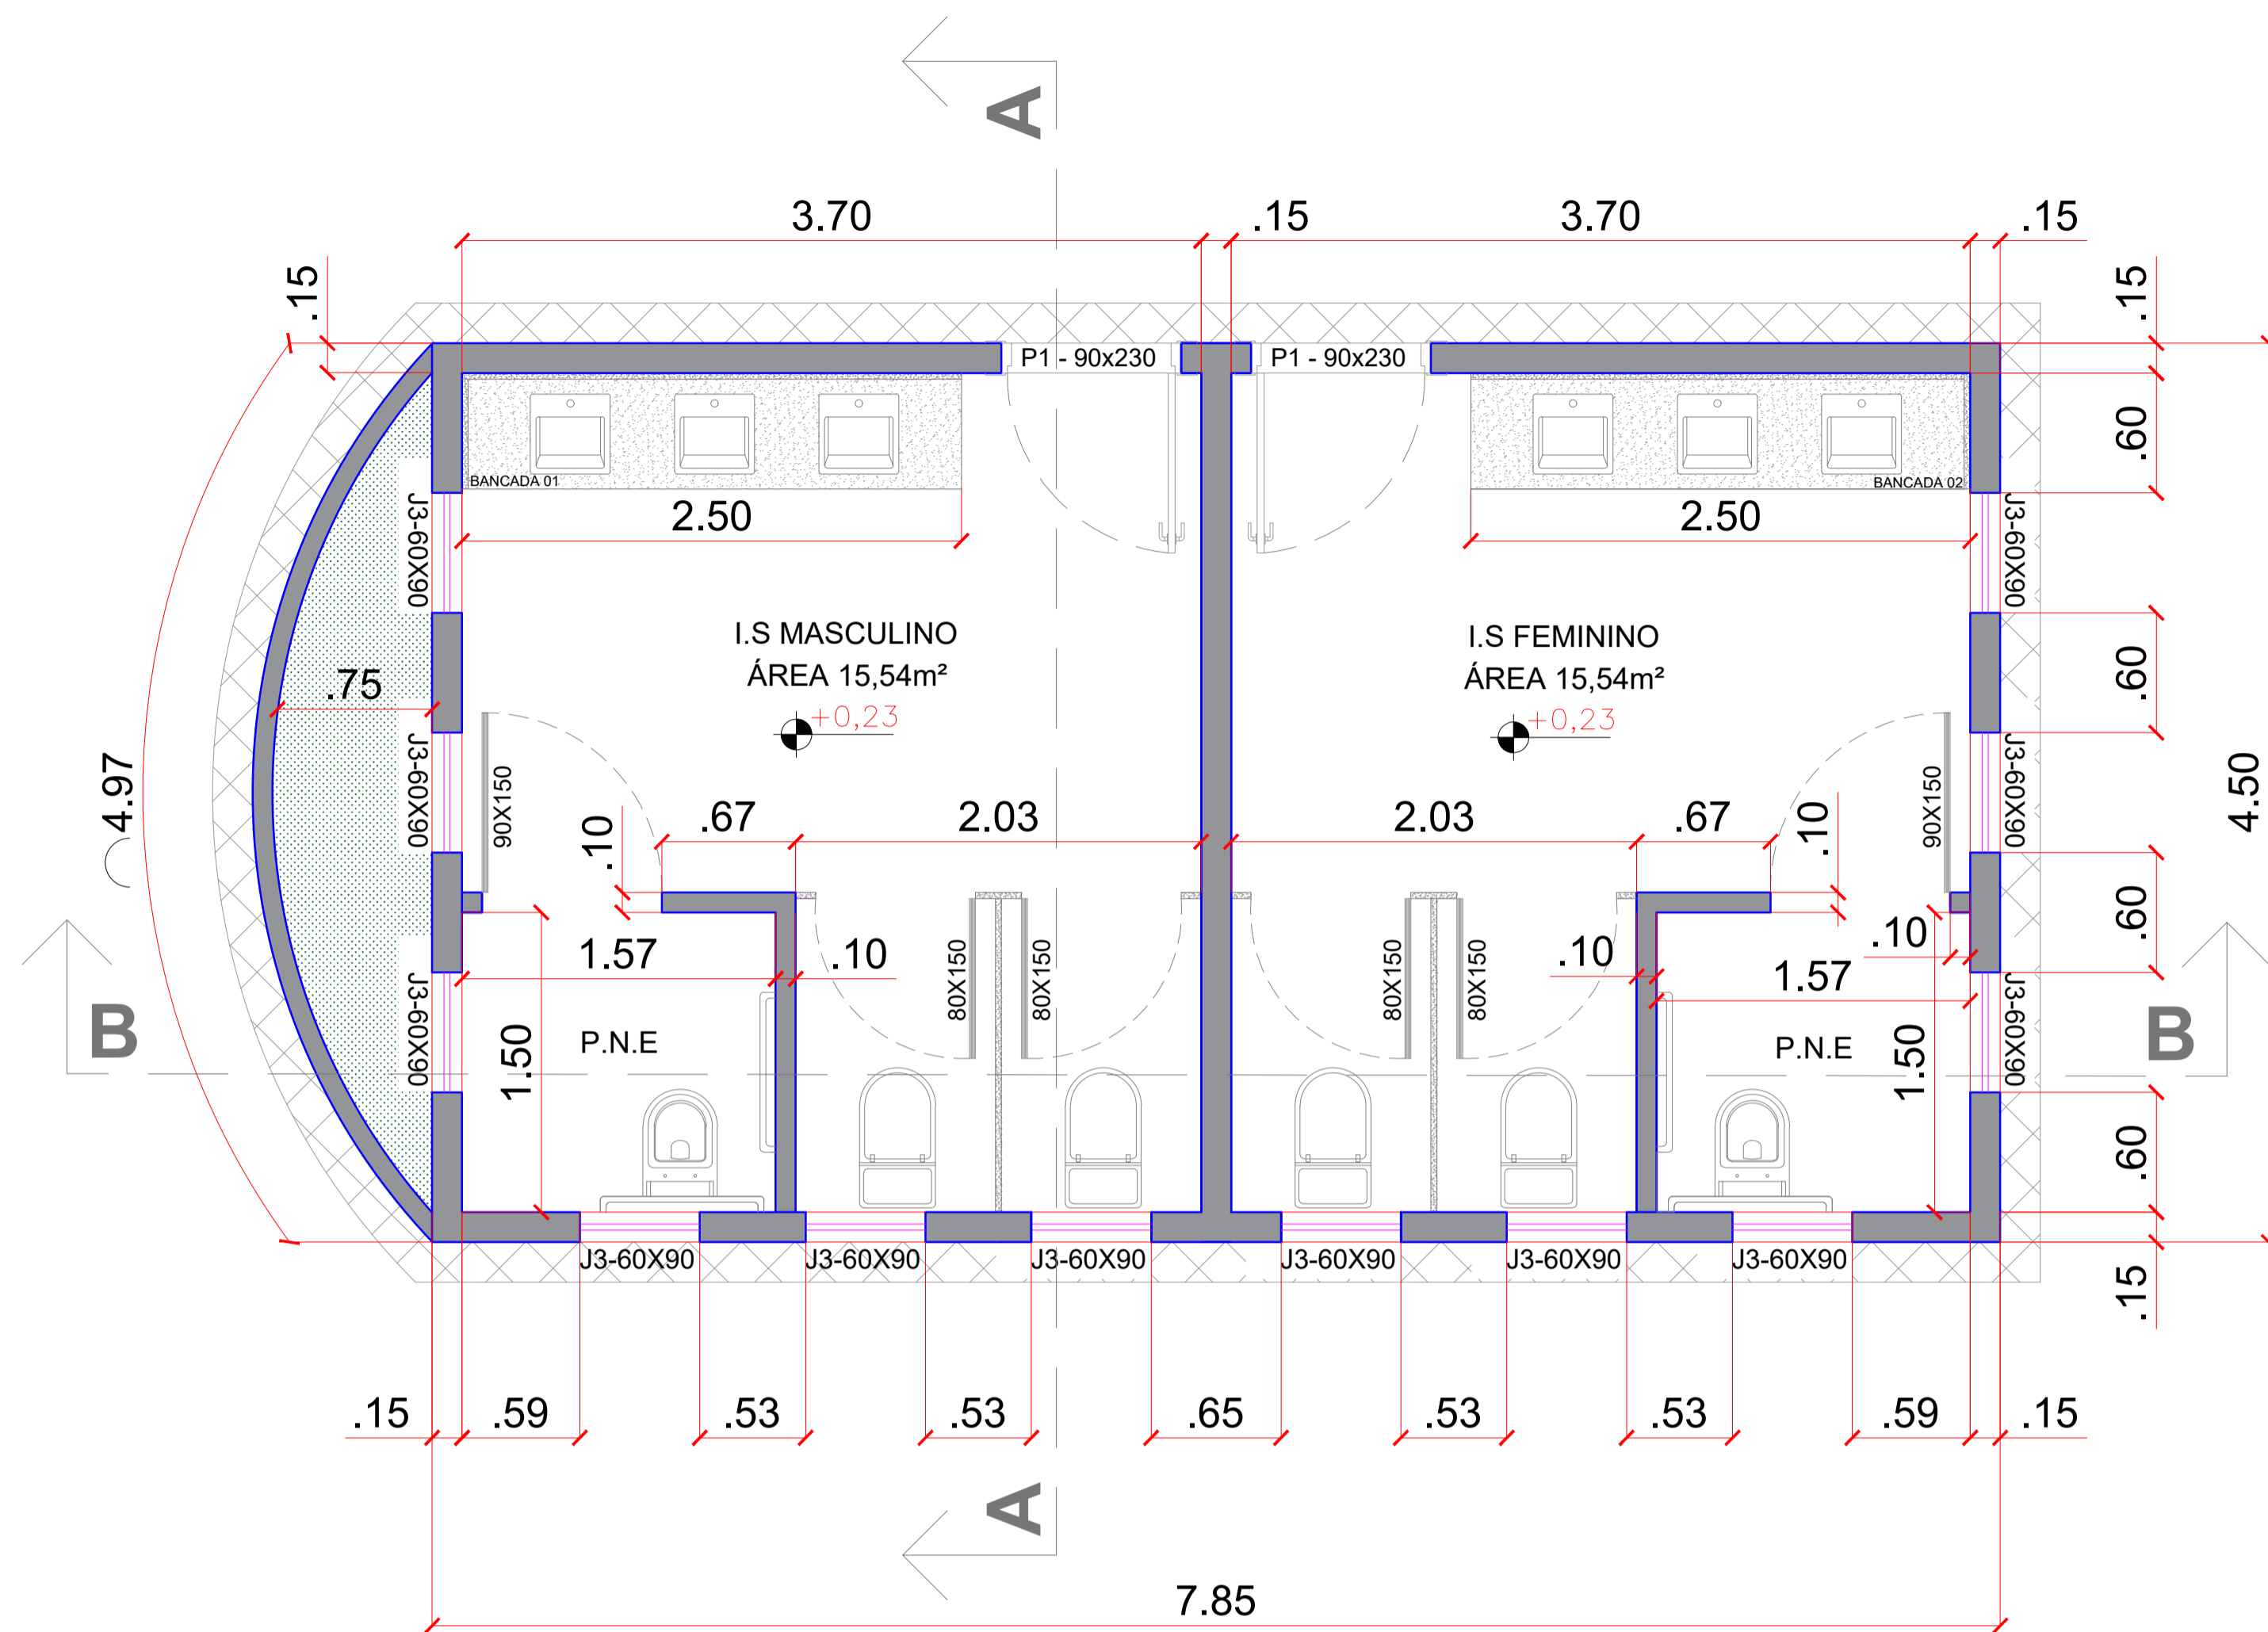 A
3.70
.15
3.70
.15
.15
.15
P1 - 90x230
P1 - 90x230
.60
BANCADA 01
BANCADA 02
2.50
2.50
J3-60X90
J3-60X90
I.S MASCULINO
ÁREA 15,54m²
+0,23
I.S FEMININO
ÁREA 15,54m²
+0,23
.75
.60
4.97
J3-60X90
90X150
.10
.67
2.03
2.03
.67
.10
90X150
J3-60X90
4.50
.60
1.57
.10
80X150
80X150
80X150
80X150
.10
.10
1.57
B
J3-60X90
1.50
P.N.E
P.N.E
1.50
J3-60X90
B
.60
J3-60X90
J3-60X90
J3-60X90
J3-60X90
J3-60X90
J3-60X90
.15
.15
.59
.53
.53
.65
.53
.53
.59
.15
A
7.85